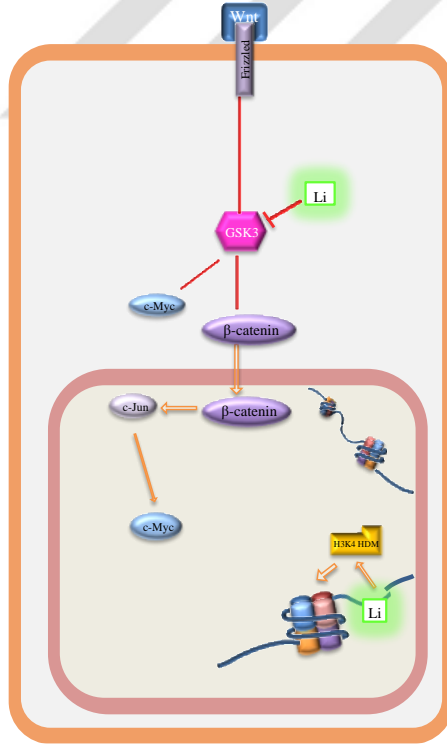 Wnt
Frizzled
Li
GSK3
c-Myc
β-catenin
c-Jun
β-catenin
c-Myc
H3K4 HDM
Li